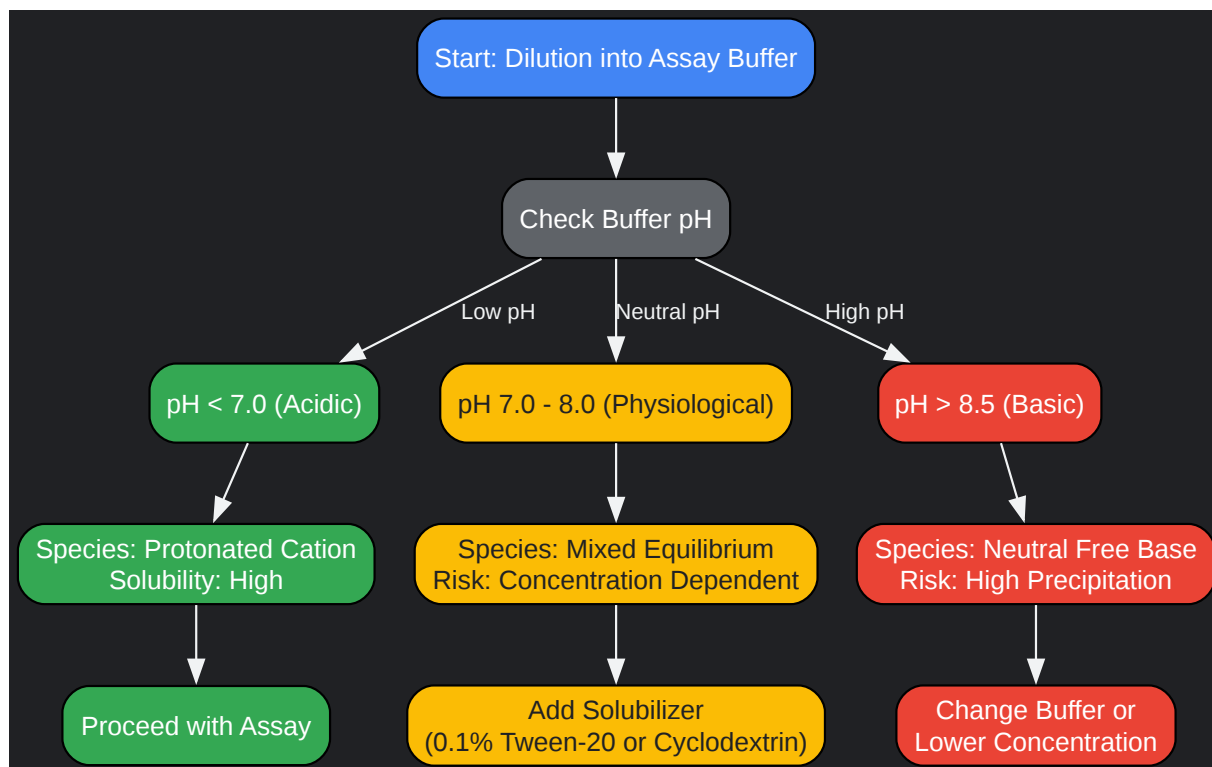 Start: Dilution into Assay Buffer
Check Buffer pH
Low pH
Neutral pH
High pH
pH < 7.0 (Acidic)
pH 7.0 - 8.0 (Physiological)
pH > 8.5 (Basic)
Species: Protonated Cation
Solubility: High
Species: Mixed Equilibrium
Risk: Concentration Dependent
Species: Neutral Free Base
Risk: High Precipitation
Proceed with Assay
Add Solubilizer
(0.1% Tween-20 or Cyclodextrin)
Change Buffer or
Lower Concentration